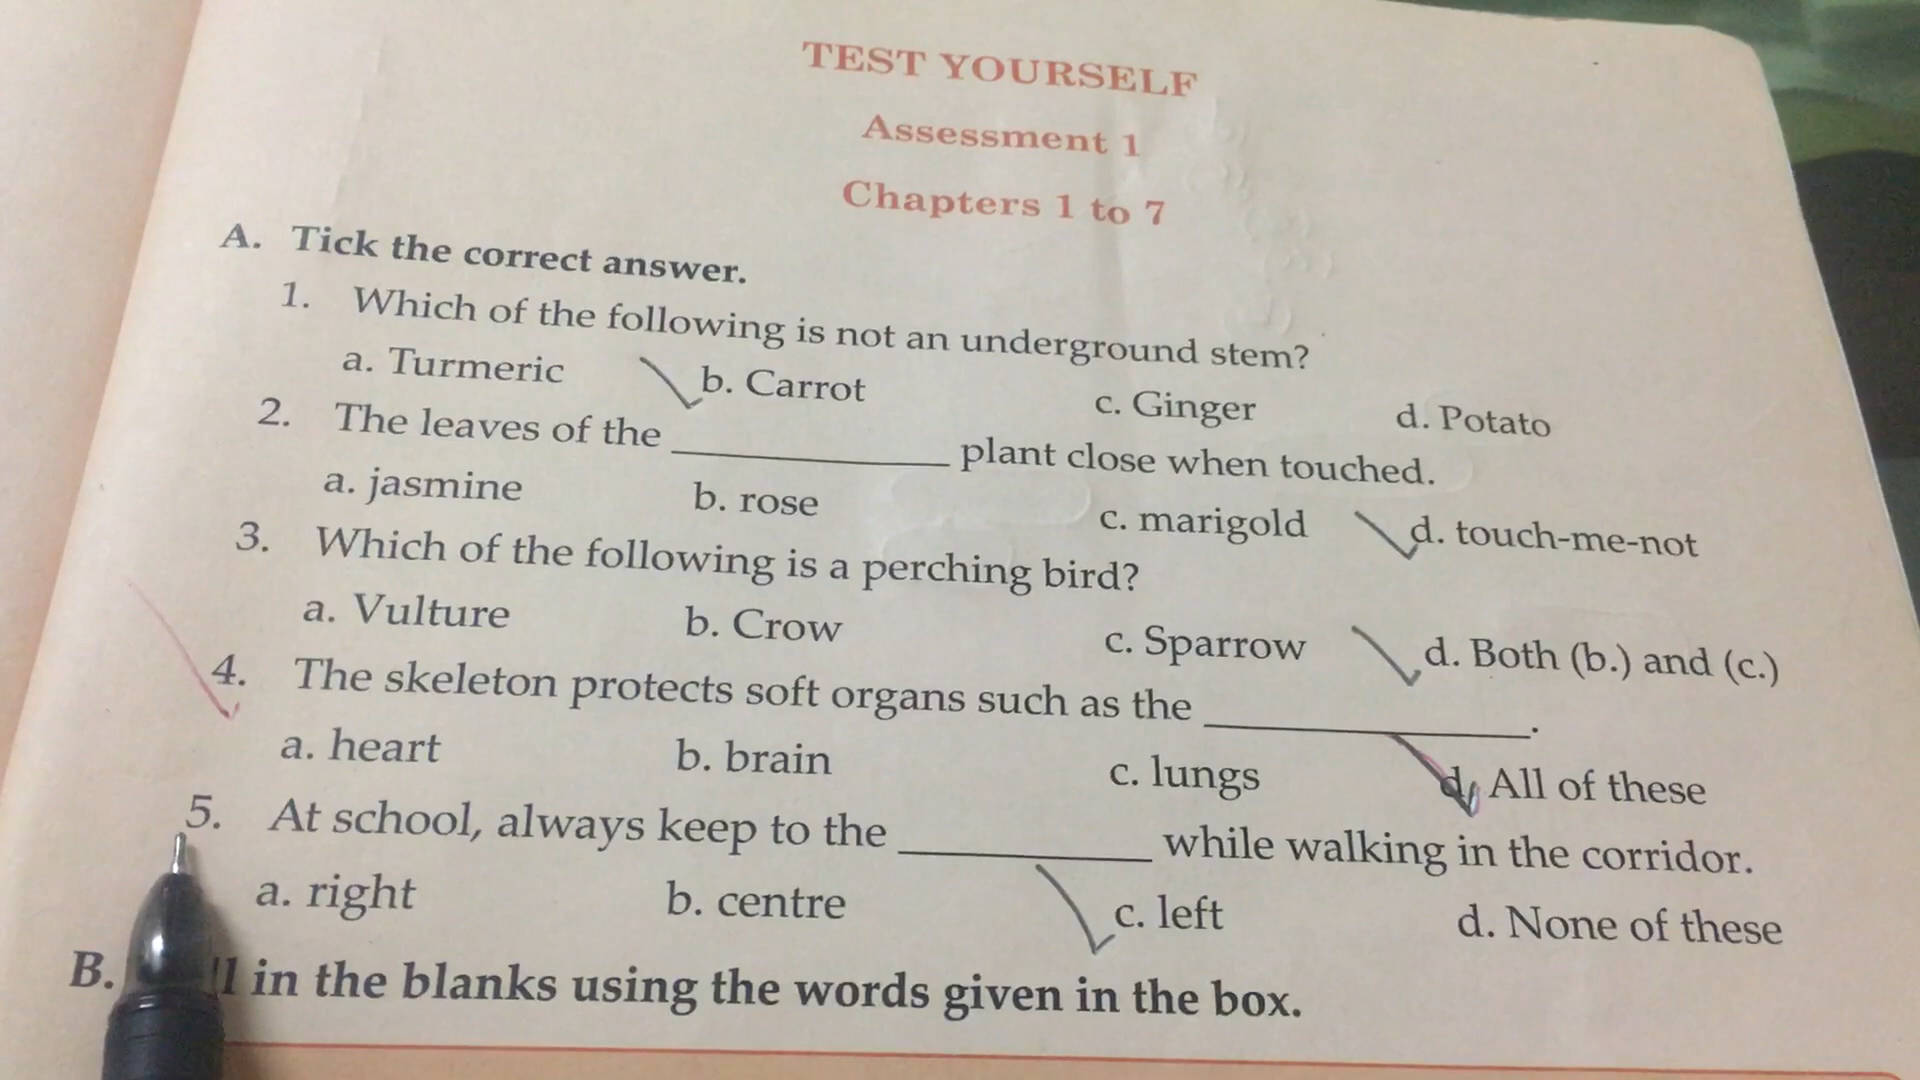 TEST YOURSELF
Assessment 1
Chapters 1 to 7
A. Tick the correct answer.
1. Which of the following is not an underground stem?
a. Turmeric b. Carrot c. Ginger d. Potato
2. The leaves of the ____________ plant close when touched.
a. jasmine b. rose c. marigold d. touch-me-not
3. Which of the following is a perching bird?
a. Vulture b. Crow c. Sparrow d. Both (b.) and (c.)
4. The skeleton protects soft organs such as the ____________.
a. heart b. brain c. lungs d. All of these
5. At school, always keep to the ____________ while walking in the corridor.
a. right b. centre c. left d. None of these
B. in the blanks using the words given in the box.